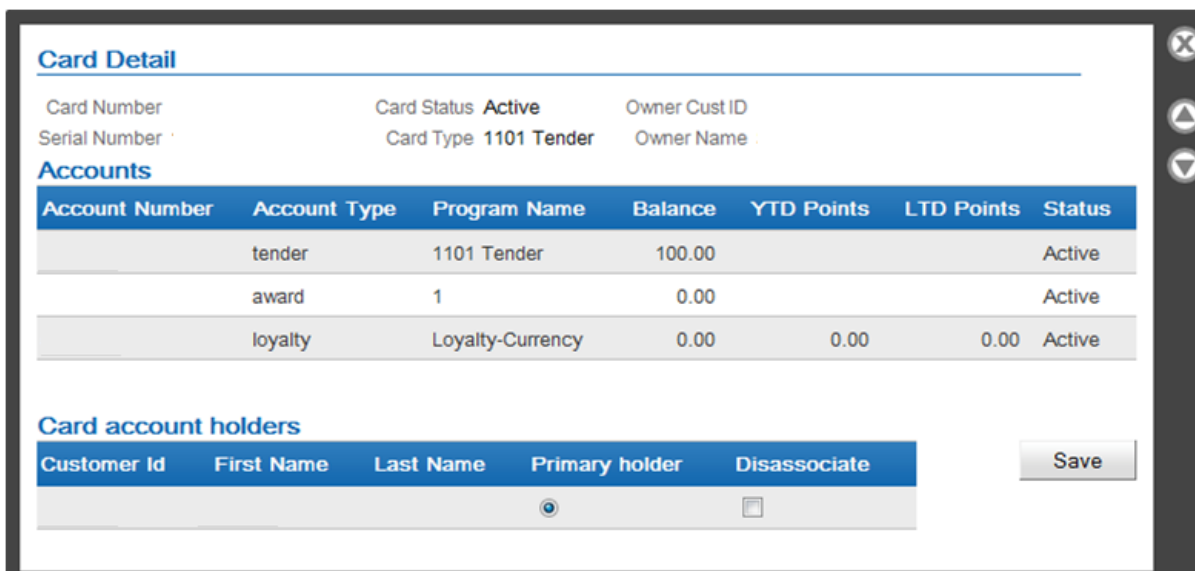 Card Detail
Card Number Card Status Active Owner Cust ID
Serial Number Card Type 1101 Tender Owner Name
Accounts
Account Number Account Type Program Name Balance YTD Points LTD Points Status
tender 1101 Tender 100.00 Active
award 1 0.00 Active
loyalty Loyalty-Currency 0.00 0.00 0.00 Active
Card account holders
Customer Id First Name Last Name Primary holder Disassociate
Save